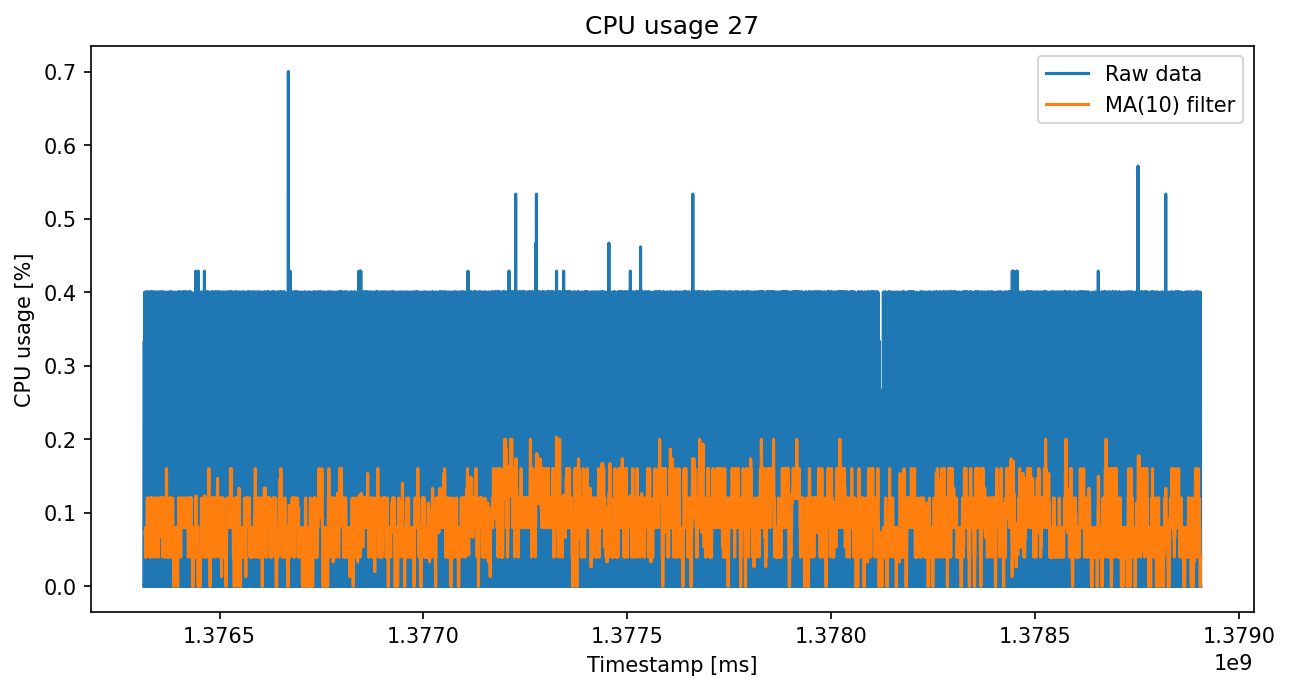 CPU usage 27
Raw data
MA(10) filter
CPU usage [%]
0.7
0.6
0.5
0.4
0.3
0.2
0.1
0.0
1.3765 1.3770 1.3775 1.3780 1.3785 1.3790
1e9
Timestamp [ms]